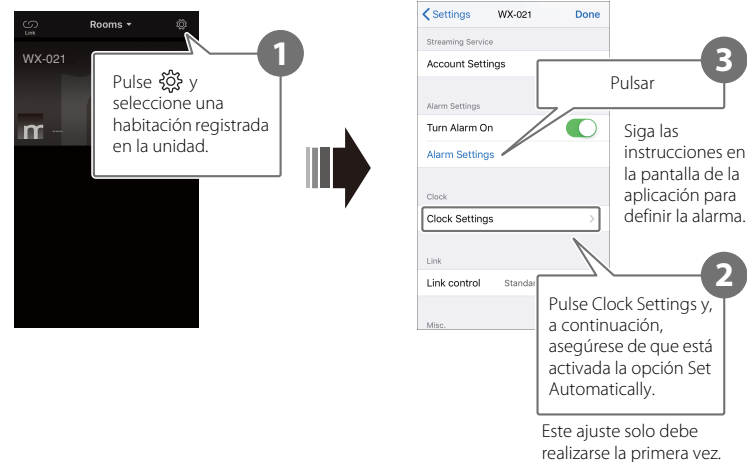 Link
Rooms ▾
WX-021
m
---
1
Pulse y
seleccione una
habitación registrada
en la unidad.
Settings WX-021 Done
Streaming Service
Account Settings
3
Pulsar
Alarm Settings
Turn Alarm On
Alarm Settings
Siga las
instrucciones en
la pantalla de la
aplicación para
definir la alarma.
Clock
Clock Settings
Link
Link control
Misc.
2
Pulse Clock Settings y,
a continuación,
asegúrese de que está
activada la opción Set
Automatically.
Este ajuste solo debe
realizarse la primera vez.